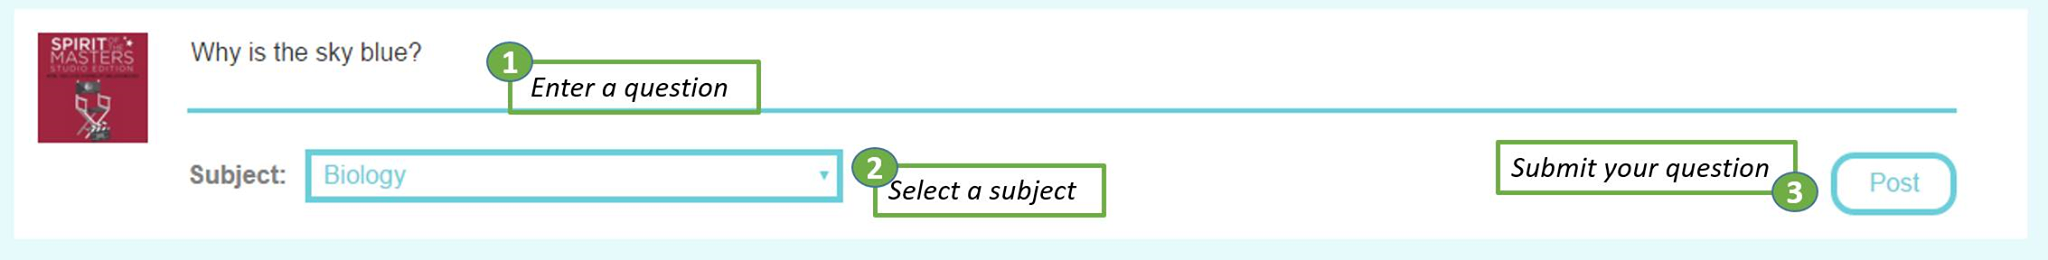 SPIRIT OF THE
MASTERS
STUDIO EDITION
Why is the sky blue?
1
Enter a question
Subject:
Biology
2
Select a subject
Submit your question
3
Post